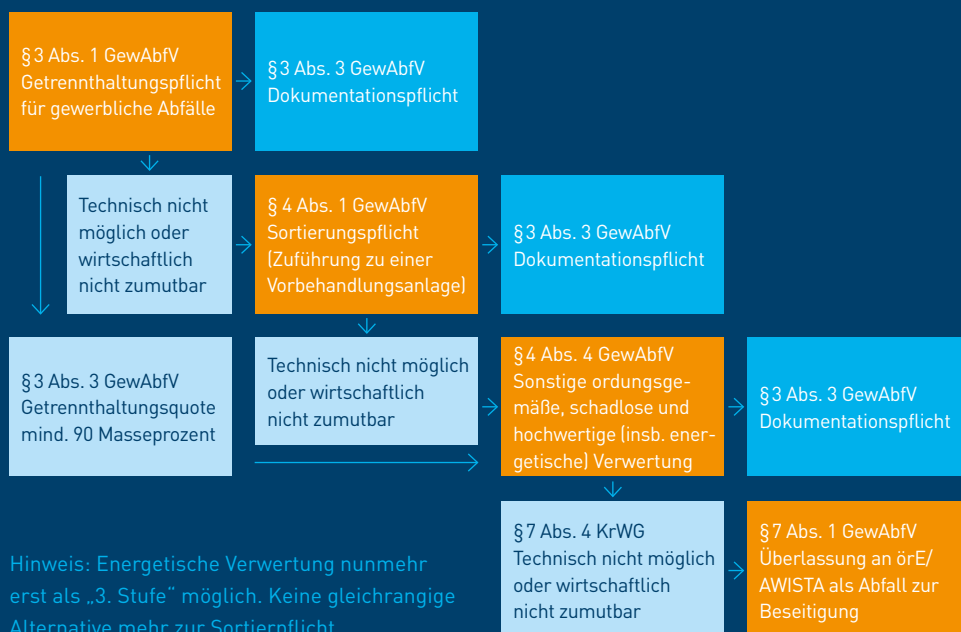 § 3 Abs. 1 GewAbfV
Getrennthaltungspflicht
für gewerbliche Abfälle
§ 3 Abs. 3 GewAbfV
Dokumentationspflicht
Technisch nicht
möglich oder
wirtschaftlich
nicht zumutbar
§ 4 Abs. 1 GewAbfV
Sortierungspflicht
(Zuführung zu einer
Vorbehandlungsanlage)
§ 3 Abs. 3 GewAbfV
Dokumentationspflicht
§ 3 Abs. 3 GewAbfV
Getrennthaltungsquote
mind. 90 Masseprozent
Technisch nicht möglich
oder wirtschaftlich
nicht zumutbar
§ 4 Abs. 4 GewAbfV
Sonstige ordungsge-
mäße, schadlose und
hochwertige (insb. ener-
getische) Verwertung
§ 3 Abs. 3 GewAbfV
Dokumentationspflicht
§ 7 Abs. 4 KrWG
Technisch nicht möglich
oder wirtschaftlich
nicht zumutbar
§ 7 Abs. 1 GewAbfV
Überlassung an örE/
AWISTA als Abfall zur
Beseitigung
Hinweis: Energetische Verwertung nunmehr
erst als „3. Stufe“ möglich. Keine gleichrangige
Alternative mehr zur Sortierpflicht